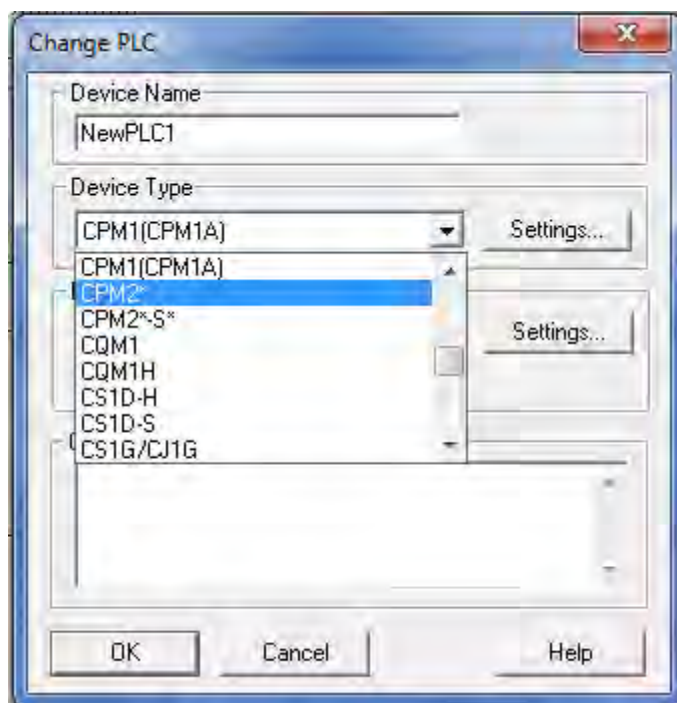 Change PLC
Device Name
NewPLC1
Device Type
CPM1(CPM1A)
Settings...
CPM1(CPM1A)
CPM2*
CPM2*-S*
Settings...
CQM1
CQM1H
CS1D-H
CS1D-S
CS1G/CJ1G
OK
Cancel
Help